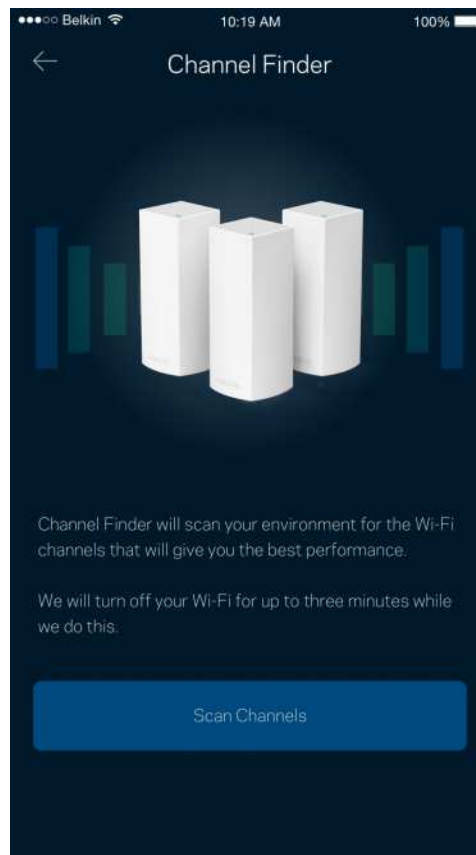 Belkin 10:19 AM 100%
Channel Finder
Channel Finder will scan your environment for the Wi-Fi
channels that will give you the best performance.
We will turn off your Wi-Fi for up to three minutes while
we do this.
Scan Channels